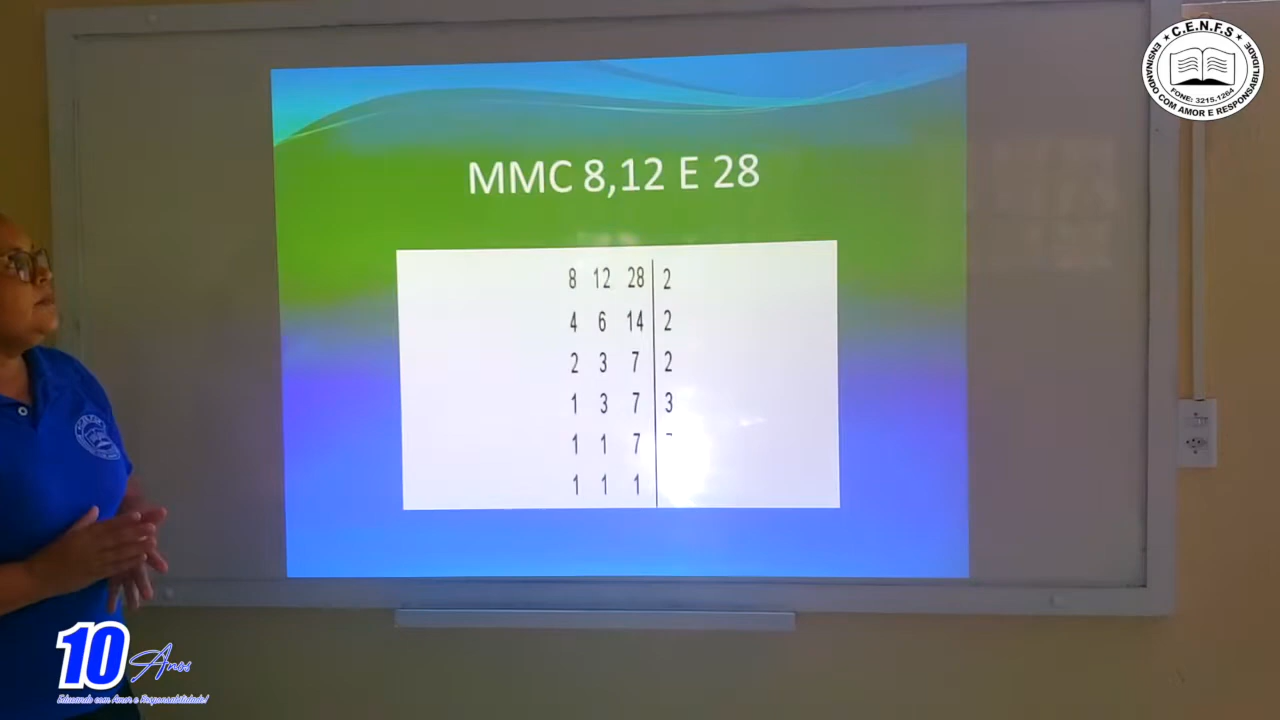 ★ C.E.N.F.S ★
ENSINANDO COM AMOR E RESPONSABILIDADE
FONE: 3215.1264
MMC 8,12 E 28
8 12 28 2
4 6 14 2
2 3 7 2
1 3 7 3
1 1 7
1 1 1
10 Anos
Educando com Amor e Responsabilidade!